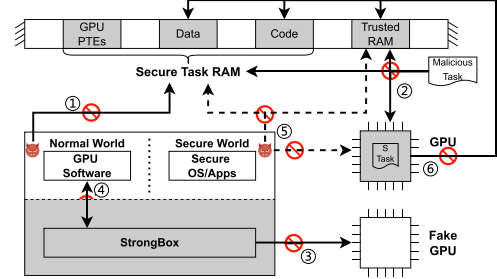 GPU
PTEs
Data
Code
Trusted
RAM
Secure Task RAM
Malicious
Task
①
②
Normal World
Secure World
⑤
GPU
Software
Secure
OS/Apps
S
Task
GPU
⑥
④
StrongBox
③
Fake
GPU